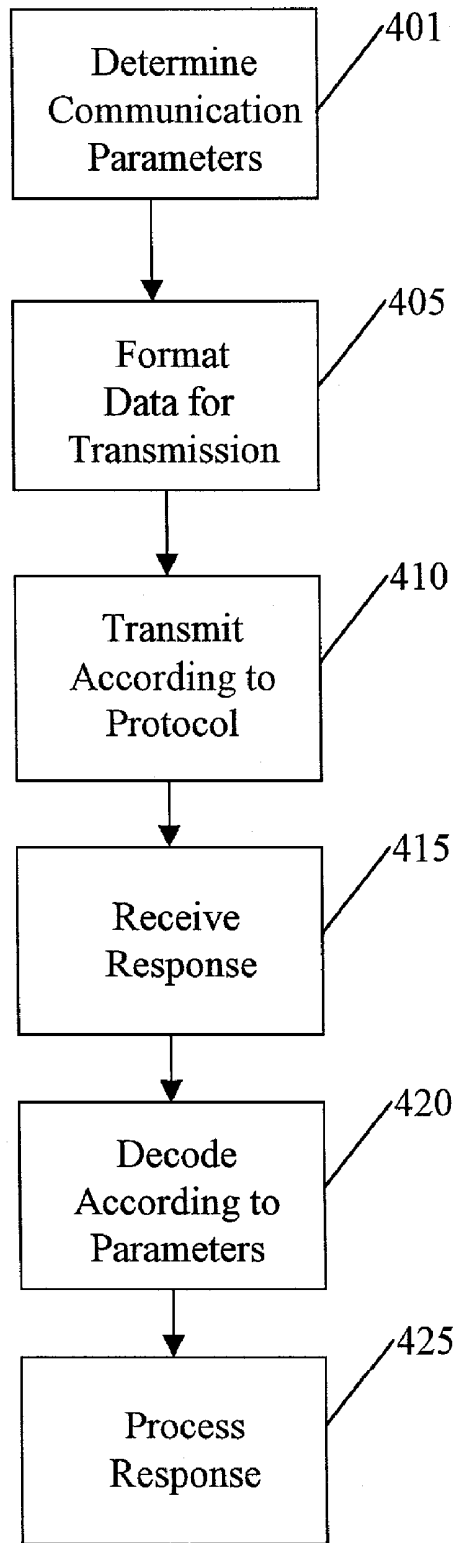 401
Determine
Communication
Parameters
405
Format
Data for
Transmission
410
Transmit
According to
Protocol
415
Receive
Response
420
Decode
According to
Parameters
425
Process
Response